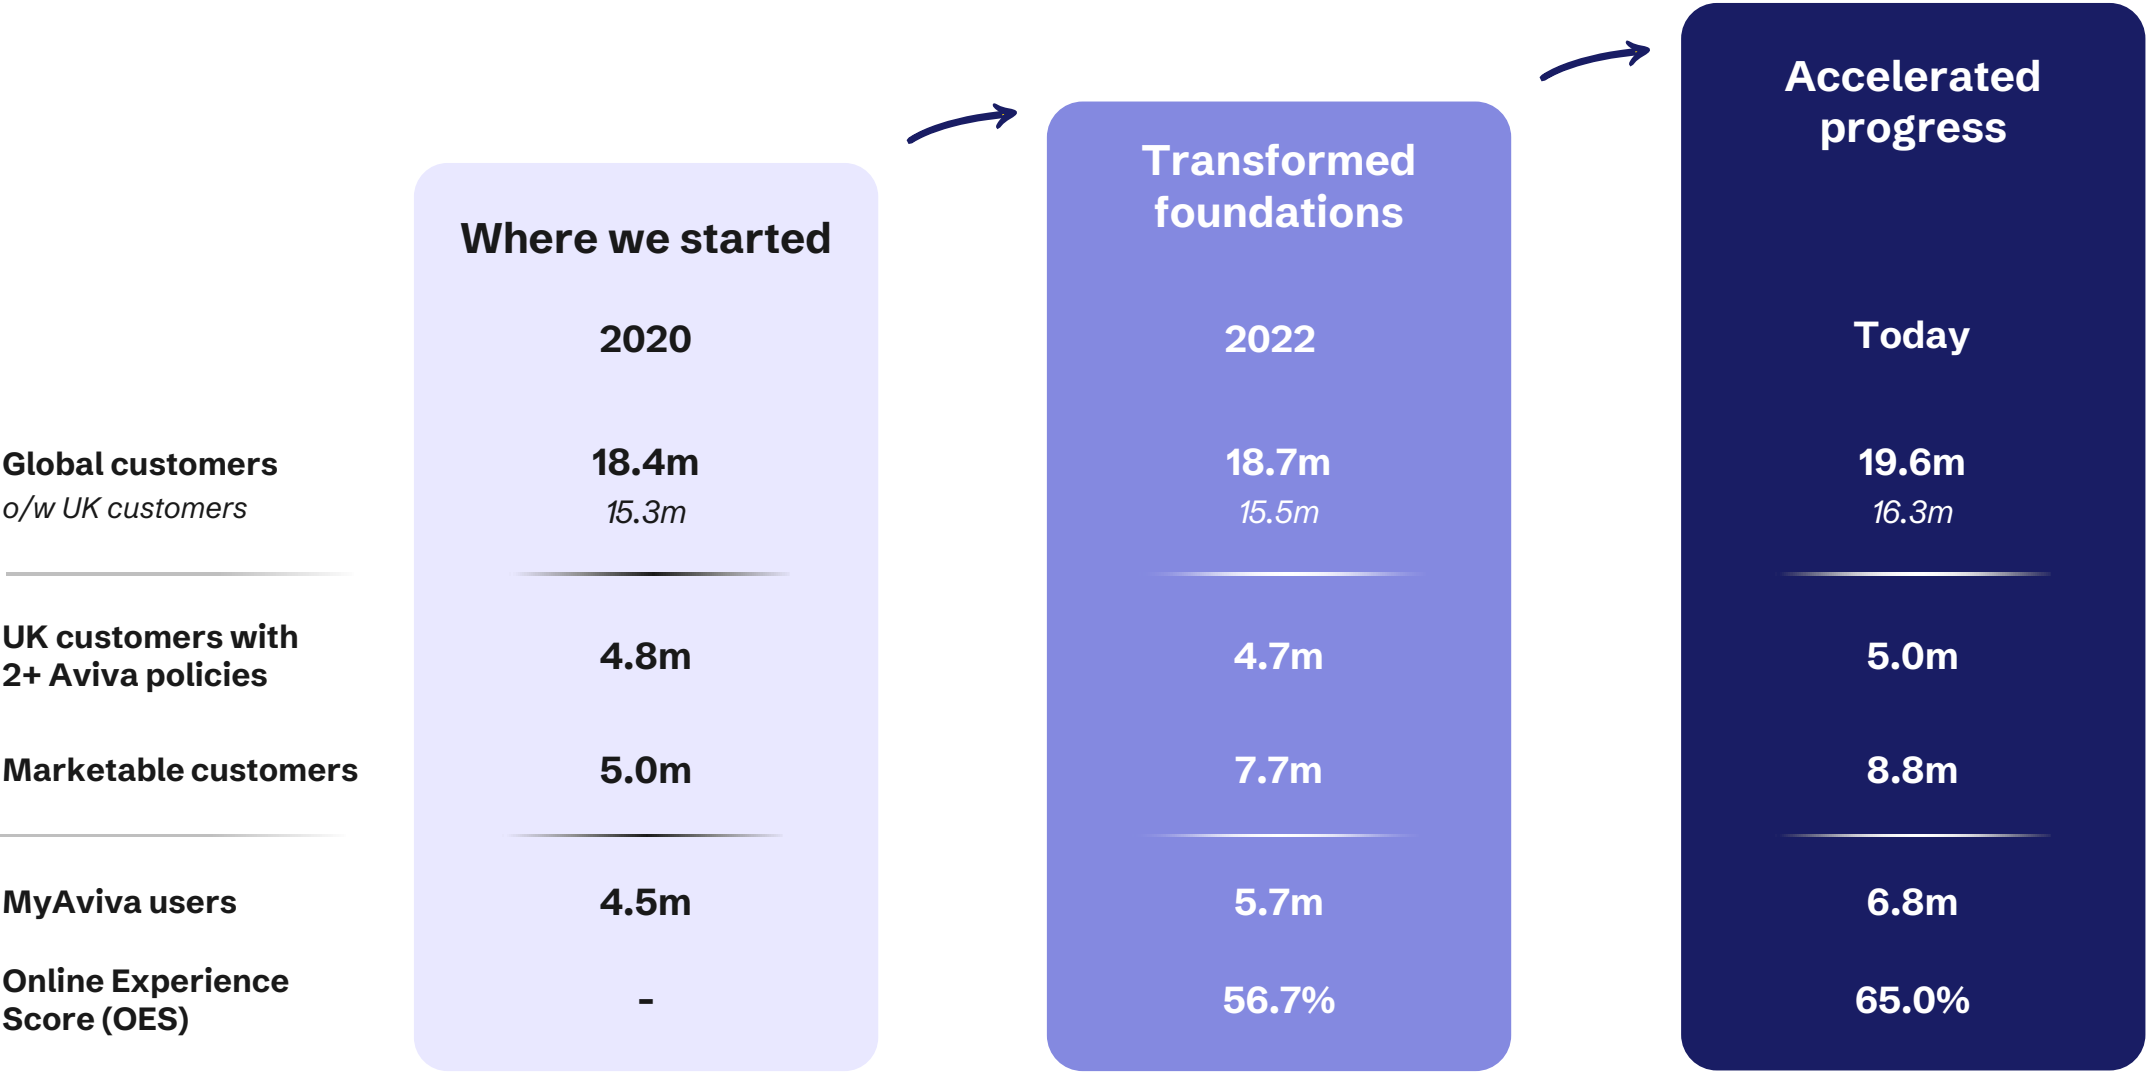 Where we started
Transformed
foundations
Accelerated
progress
2020 2022 Today
Global customers 18.4m 18.7m 19.6m
o/w UK customers 15.3m 15.5m 16.3m
UK customers with
2+ Aviva policies 4.8m 4.7m 5.0m
Marketable customers 5.0m 7.7m 8.8m
MyAviva users 4.5m 5.7m 6.8m
Online Experience
Score (OES) - 56.7% 65.0%